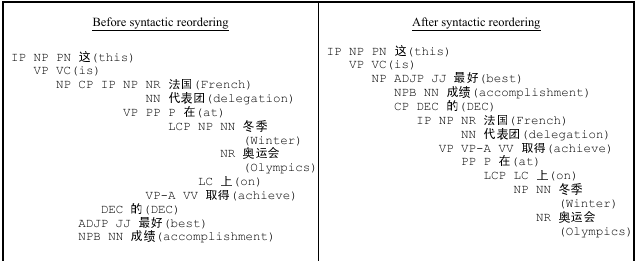 Before syntactic reordering
IP NP PN 这(this)
VP VC(is)
NP CP IP NP NR 法国(French)
NN 代表团(delegation)
VP PP P 在(at)
LCP NP NN 冬季
(Winter)
NR 奥运会
(Olympics)
LC 上(on)
VP-A VV 取得(achieve)
DEC 的(DEC)
ADJP JJ 最好(best)
NPB NN 成绩(accomplishment)
After syntactic reordering
IP NP PN 这(this)
VP VC(is)
NP ADJP JJ 最好(best)
NPB NN 成绩(accomplishment)
CP DEC 的(DEC)
IP NP NR 法国(French)
NN 代表团(delegation)
VP VP-A VV 取得(achieve)
PP P 在(at)
LCP LC 上(on)
NP NN 冬季
(Winter)
NR 奥运会
(Olympics)